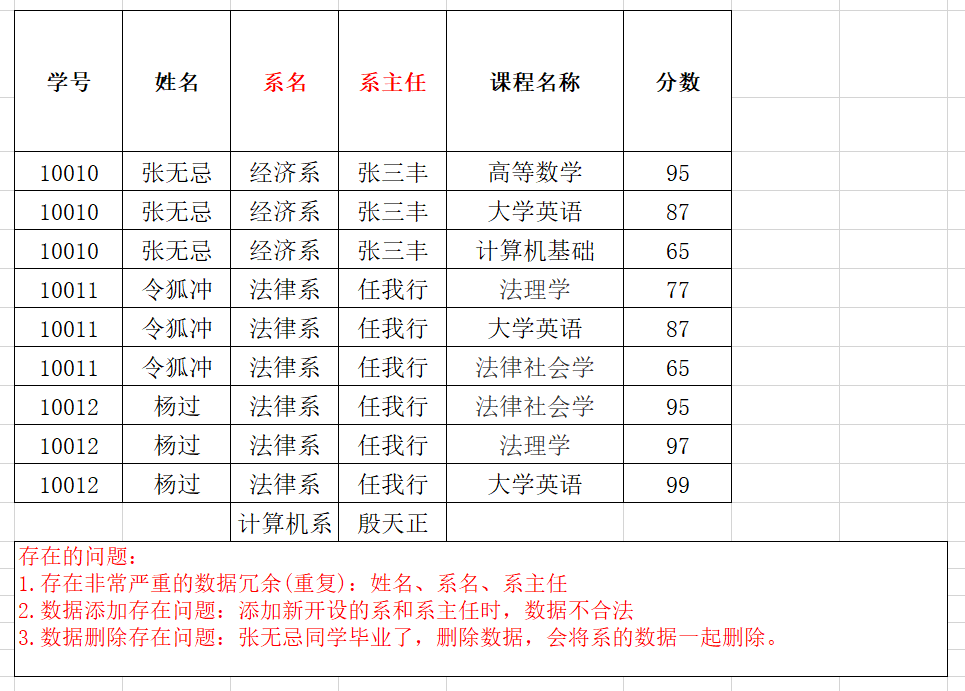 学号 姓名 系名 系主任 课程名称 分数
10010 张无忌 经济系 张三丰 高等数学 95
10010 张无忌 经济系 张三丰 大学英语 87
10010 张无忌 经济系 张三丰 计算机基础 65
10011 令狐冲 法律系 任我行 法理学 77
10011 令狐冲 法律系 任我行 大学英语 87
10011 令狐冲 法律系 任我行 法律社会学 65
10012 杨过 法律系 任我行 法律社会学 95
10012 杨过 法律系 任我行 法理学 97
10012 杨过 法律系 任我行 大学英语 99
计算机系 殷天正
存在的问题:
1.存在非常严重的数据冗余(重复): 姓名、系名、系主任
2.数据添加存在问题: 添加新开设的系和系主任时，数据不合法
3.数据删除存在问题: 张无忌同学毕业了，删除数据，会将系的数据一起删除。